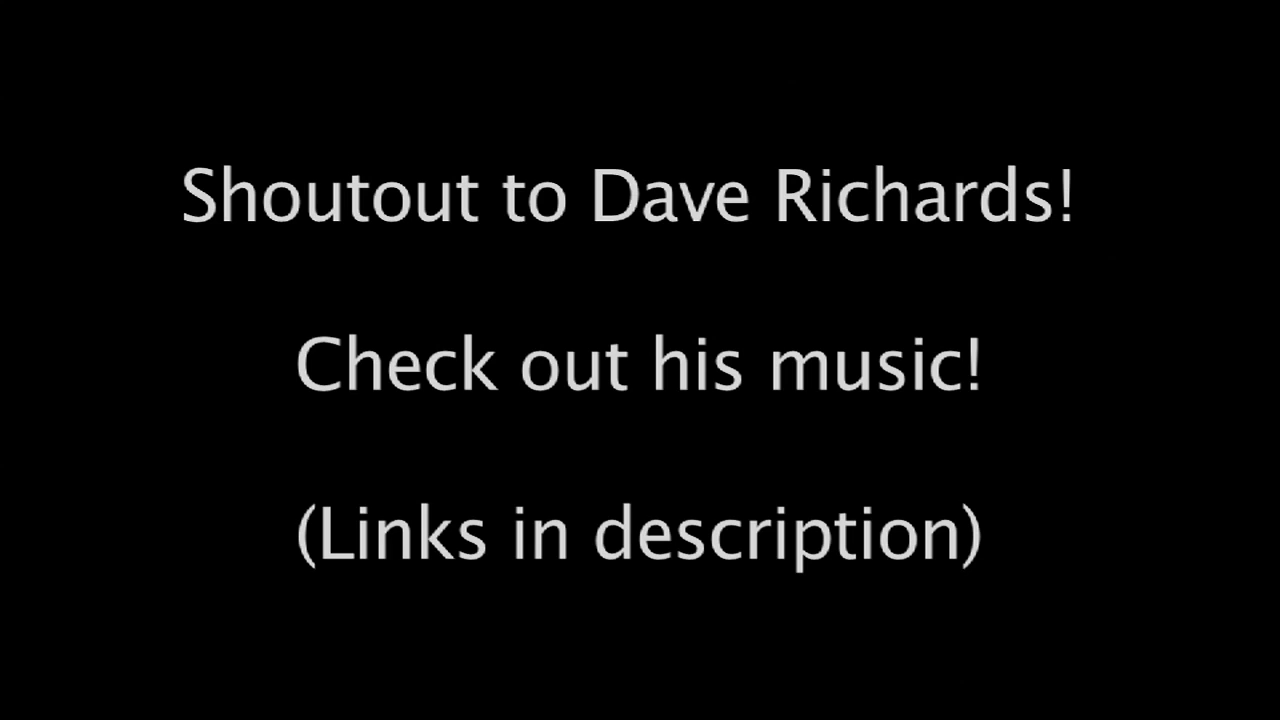 Shoutout to Dave Richards!
Check out his music!
(Links in description)